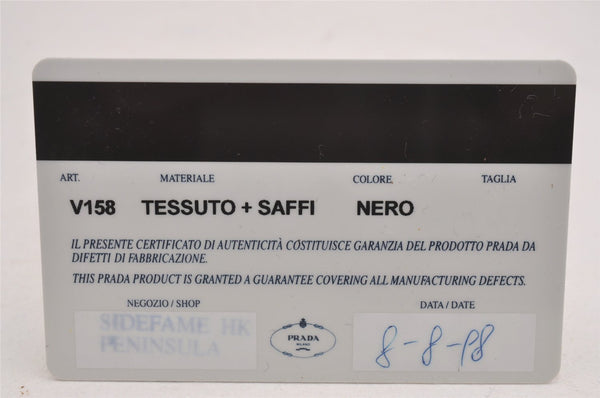 ART. MATERIALE COLORE TAGLIA
V158 TESSUTO + SAFFI NERO
IL PRESENTE CERTIFICATO DI AUTENTICITÀ COSTITUISCE GARANZIA DEL PRODOTTO PRADA DA
DIFETTI DI FABBRICAZIONE.
THIS PRADA PRODUCT IS GRANTED A GUARANTEE COVERING ALL MANUFACTURING DEFECTS.
NEGOZIO / SHOP DATA / DATE
SIDEFAME HK
PENINSULA
PRADA
MILANO
8-8-98